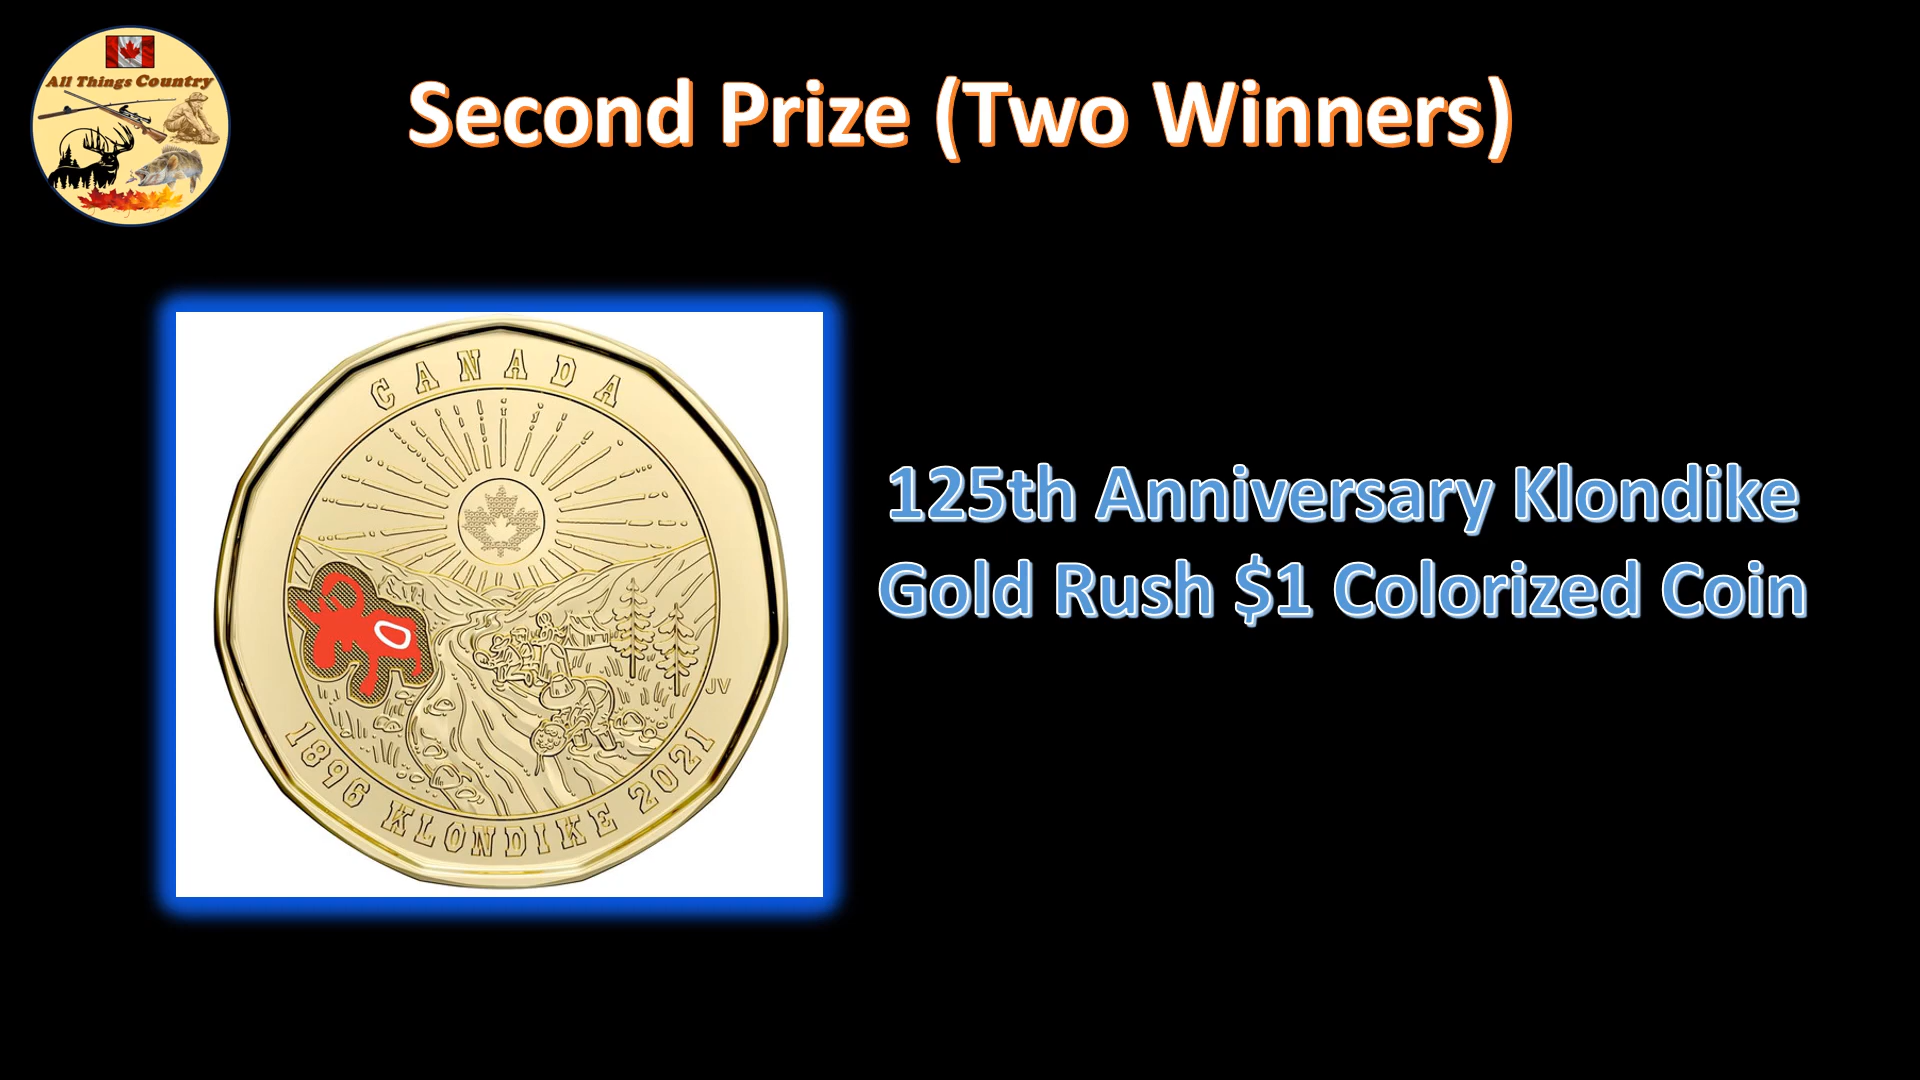 All Things Country
Second Prize (Two Winners)
CANADA
JV
1896 KLONDIKE 2021
125th Anniversary Klondike
Gold Rush $1 Colorized Coin